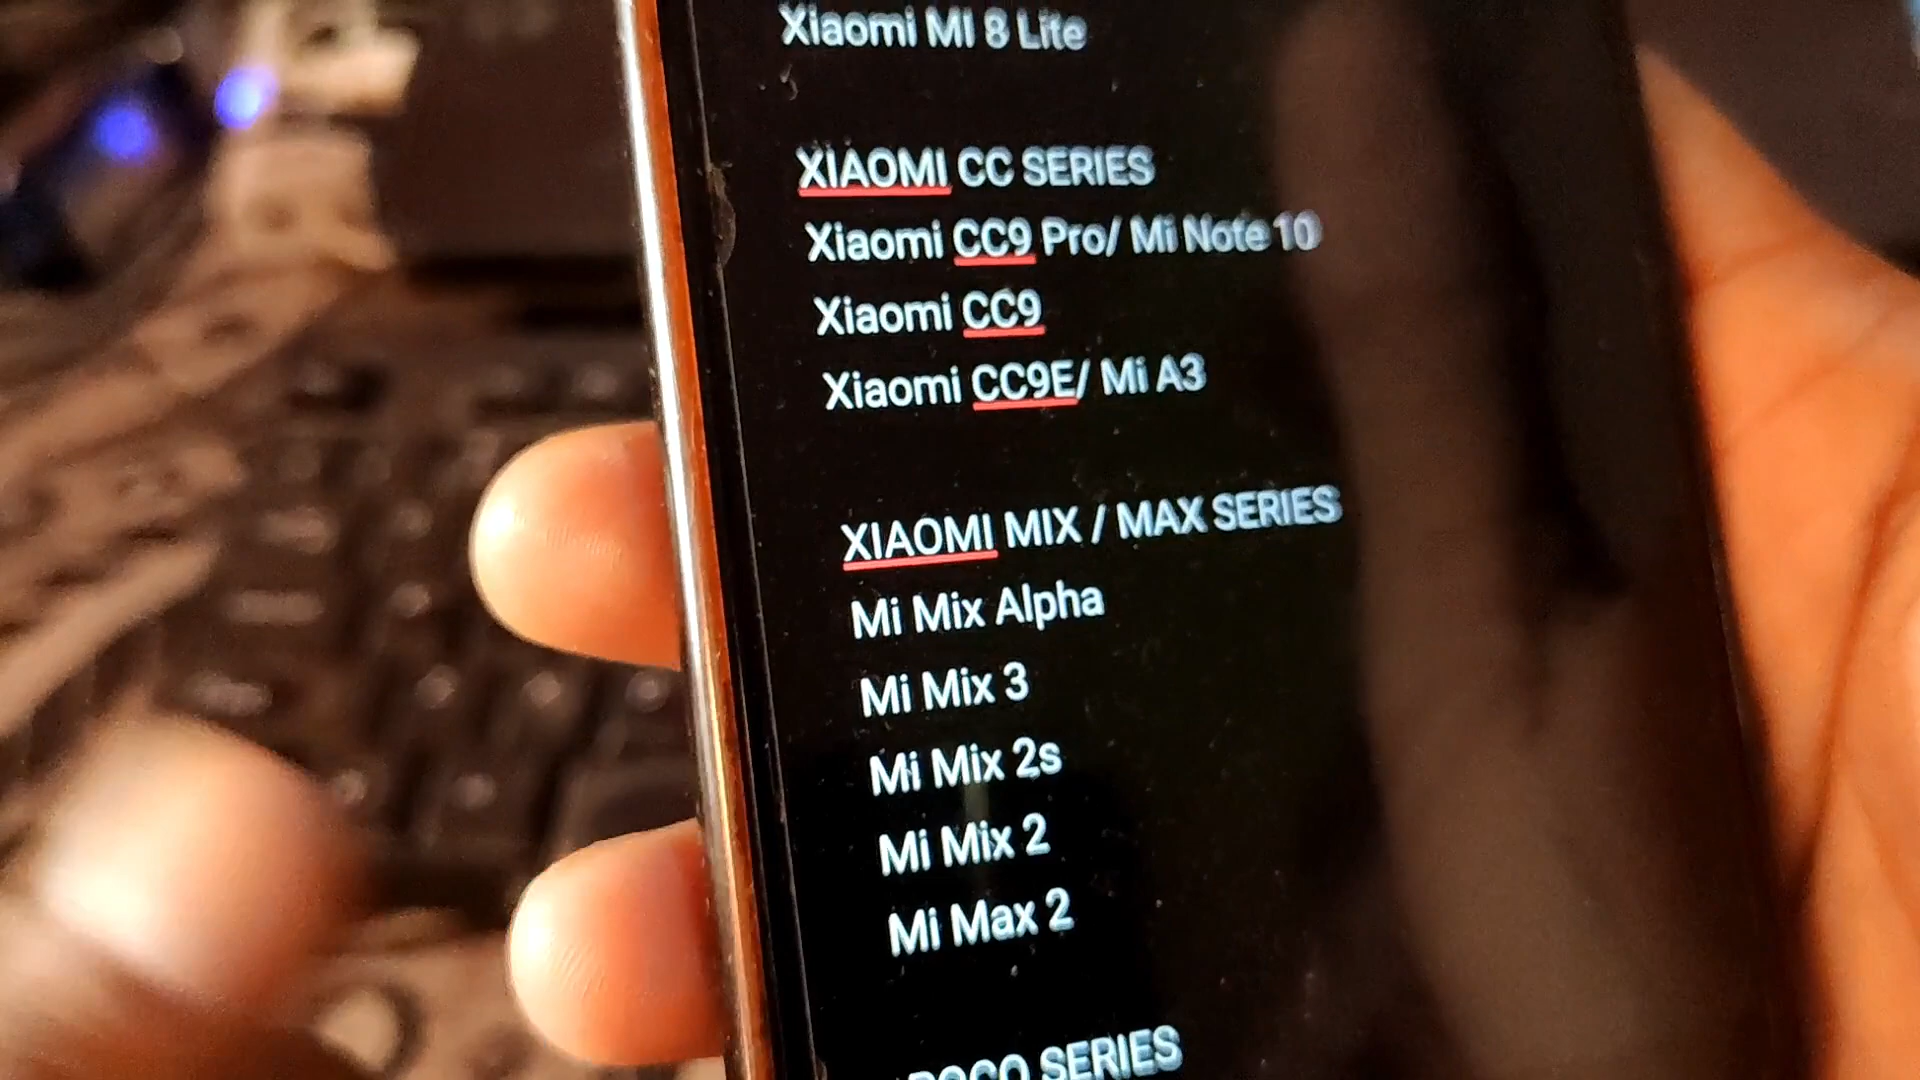 Xiaomi MI 8 Lite
XIAOMI CC SERIES
Xiaomi CC9 Pro/ Mi Note 10
Xiaomi CC9
Xiaomi CC9E/ Mi A3
XIAOMI MIX / MAX SERIES
Mi Mix Alpha
Mi Mix 3
Mi Mix 2s
Mi Mix 2
Mi Max 2
POCO SERIES